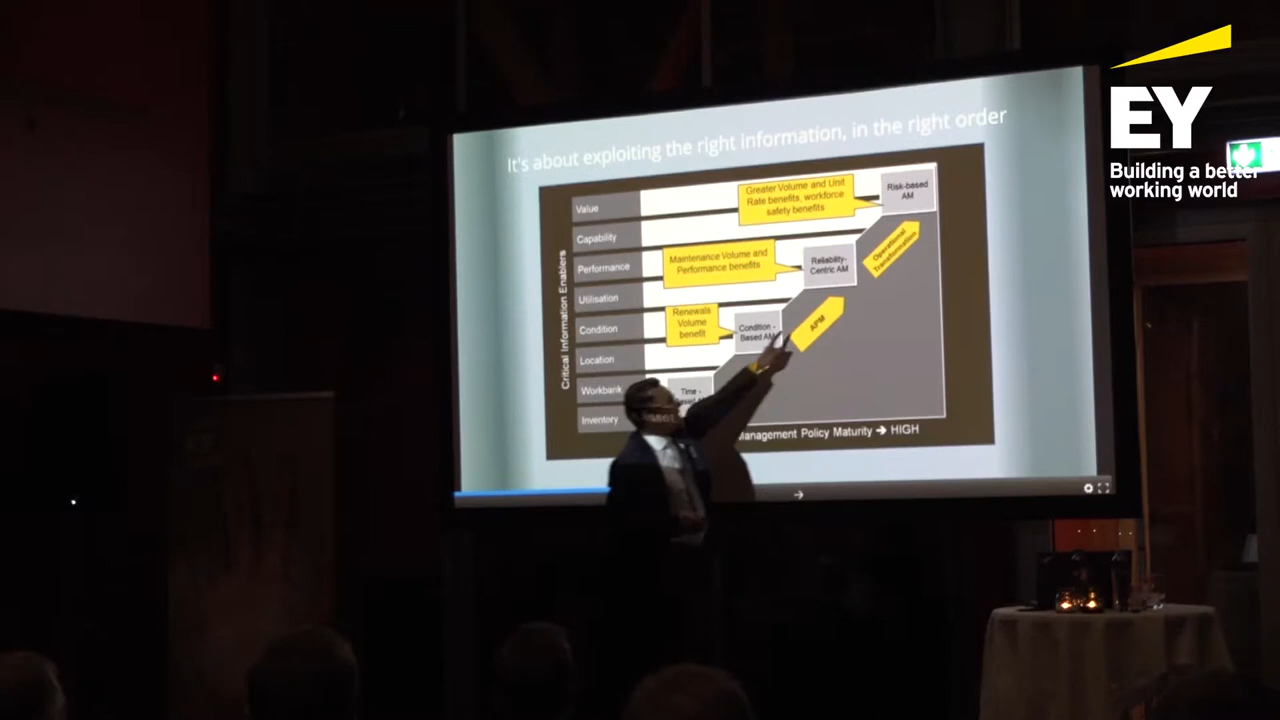 EY
Building a better
working world
It's about exploiting the right information, in the right order
Critical Information Enablers
Value
Capability
Performance
Utilisation
Condition
Location
Workbank
Inventory
Greater Volume and Unit
Rate benefits, workforce
safety benefits
Risk-based
AM
Maintenance Volume and
Performance benefits
Reliability-
Centric AM
Operational
Transformation
Renewals
Volume
benefit
Condition -
Based AM
APM
Time -
Management Policy Maturity → HIGH